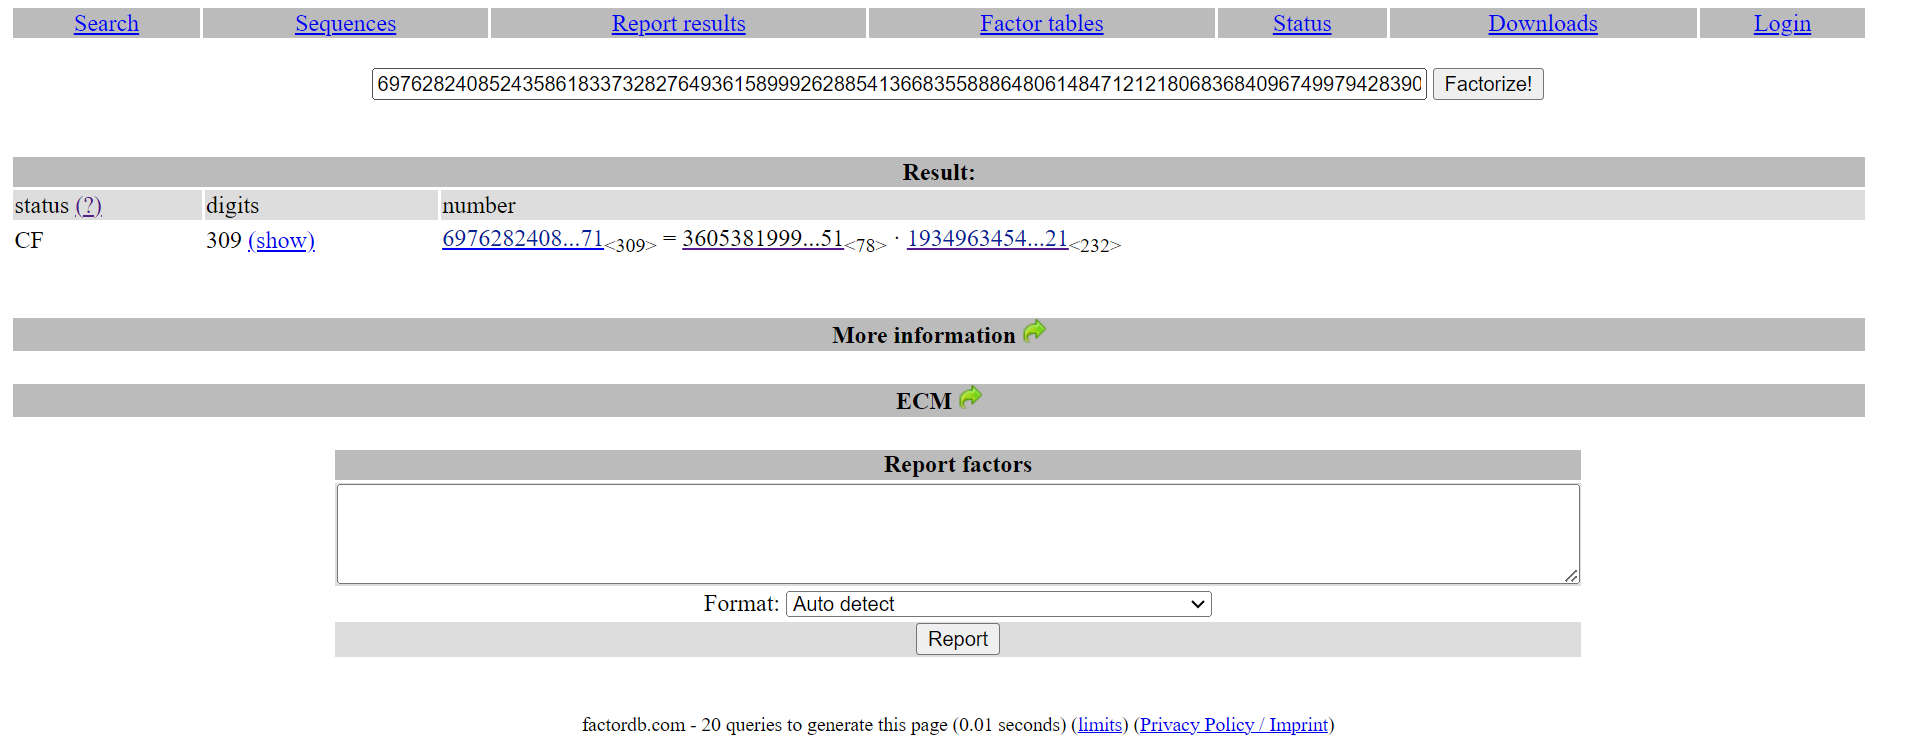 Search Sequences Report results Factor tables Status Downloads Login
6976282408524358618337328276493615899926288541366835588864806148471212180683684096749979428390 Factorize!
Result:
status (?) digits number
CF 309 (show) 6976282408...71<309> = 3605381999...51<78> · 1934963454...21<232>
More information
ECM
Report factors
Format: Auto detect
Report
factordb.com - 20 queries to generate this page (0.01 seconds) (limits) (Privacy Policy / Imprint)